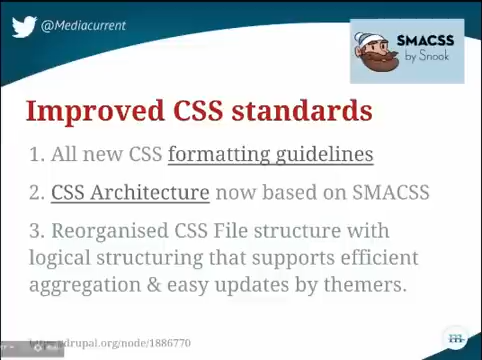 @Mediacurrent
SMACSS
by Snook
Improved CSS standards
1. All new CSS formatting guidelines
2. CSS Architecture now based on SMACSS
3. Reorganised CSS File structure with
logical structuring that supports efficient
aggregation & easy updates by themers.
https://drupal.org/node/1886770
m